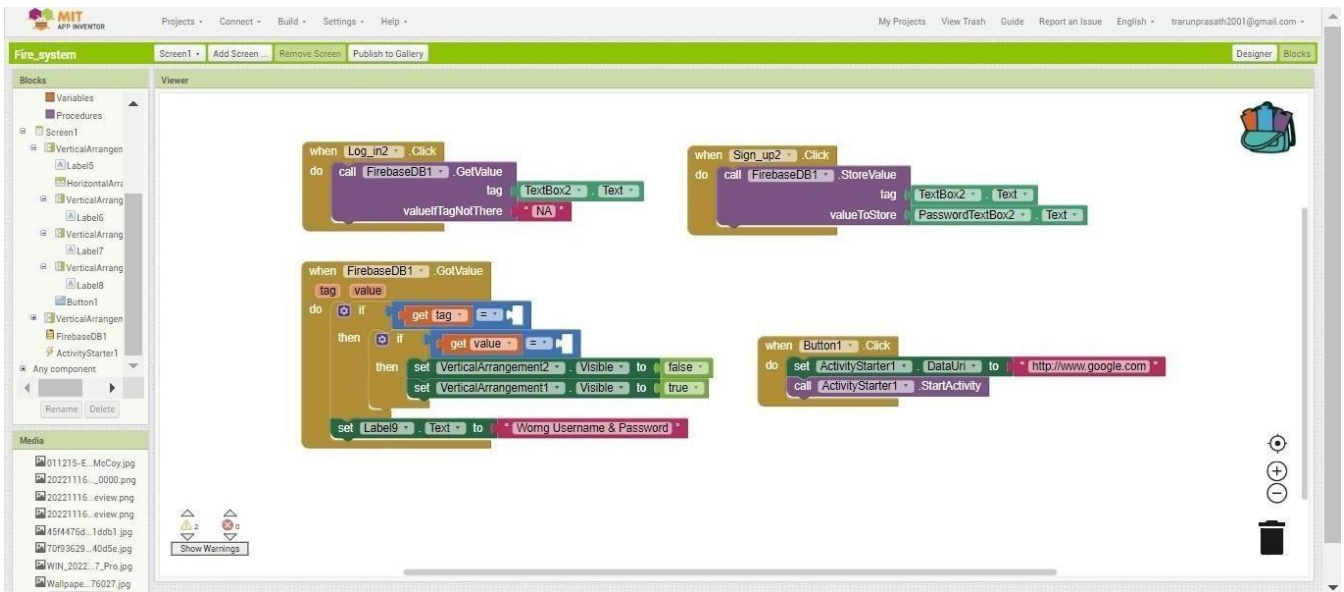 MIT
APP INVENTOR
Projects
Connect
Build
Settings
Help
My Projects
View Trash
Guide
Report an Issue
English
trarunprasath2001@gmail.com
Fire_system
Screen1
Add Screen ...
Remove Screen
Publish to Gallery
Designer
Blocks
Blocks
Variables
Procedures
Screen1
VerticalArrangen
Label5
HorizontalArra
VerticalArrang
Label6
VerticalArrang
Label7
VerticalArrang
Label8
Button1
VerticalArrangen
FirebaseDB1
ActivityStarter1
Any component
Rename
Delete
Media
011215-E...McCoy.jpg
20221116..._0000.png
20221116...eview.png
20221116...eview.png
45f4476d...1ddb1.jpg
70f93629...40d5e.jpg
WIN_2022...7_Pro.jpg
Wallpape...76027.jpg
Viewer
when Log_in2 .Click
do call FirebaseDB1 .GetValue
tag TextBox2 . Text
valueIfTagNotThere " NA "
when Sign_up2 .Click
do call FirebaseDB1 .StoreValue
tag TextBox2 . Text
valueToStore PasswordTextBox2 . Text
when FirebaseDB1 .GotValue
tag value
do if get tag =
then if get value =
then set VerticalArrangement2 . Visible to false
set VerticalArrangement1 . Visible to true
set Label9 . Text to " Worng Username & Password "
when Button1 .Click
do set ActivityStarter1 . DataUri to " http://www.google.com "
call ActivityStarter1 .StartActivity
2
0
Show Warnings